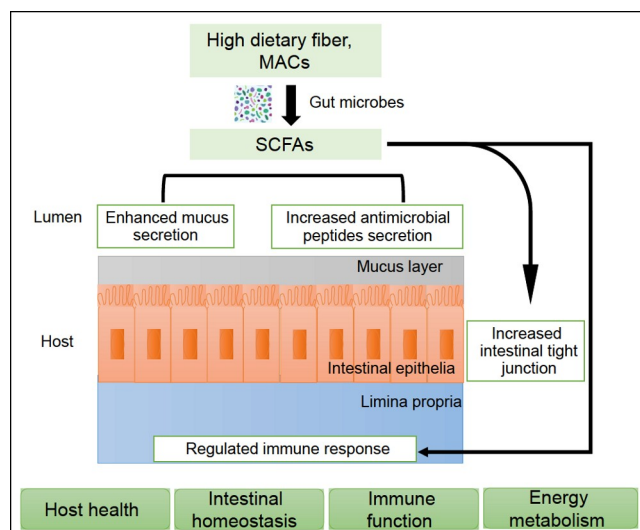 High dietary fiber,
MACs
Gut microbes
SCFAs
Lumen
Enhanced mucus
secretion
Increased antimicrobial
peptides secretion
Mucus layer
Host
Increased
intestinal tight
junction
Intestinal epithelia
Limina propria
Regulated immune response
Host health
Intestinal
homeostasis
Immune
function
Energy
metabolism